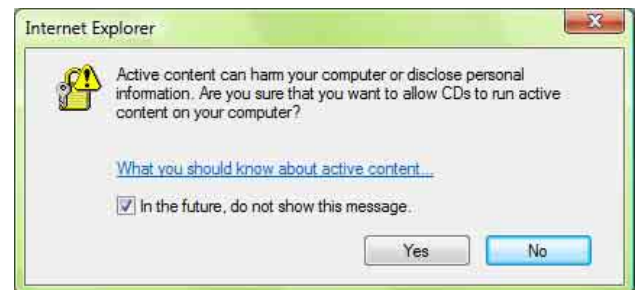 Internet Explorer
Active content can harm your computer or disclose personal
information. Are you sure that you want to allow CDs to run active
content on your computer?
What you should know about active content...
In the future, do not show this message.
Yes No